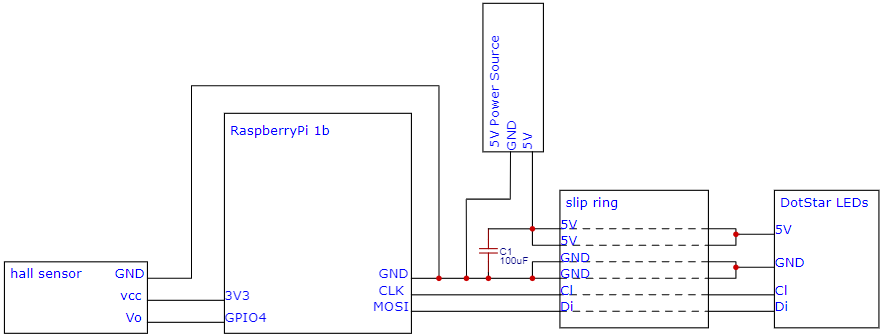 5V Power Source
GND
5V
RaspberryPi 1b
slip ring
DotStar LEDs
5V
5V
5V
C1
100uF
GND
GND
GND
hall sensor
GND
GND
vcc
3V3
CLK
Cl
Cl
Vo
GPIO4
MOSI
Di
Di